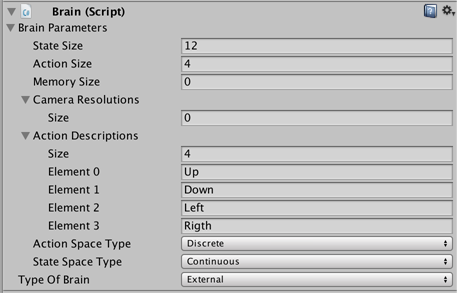 Brain (Script)
Brain Parameters
State Size 12
Action Size 4
Memory Size 0
Camera Resolutions
Size 0
Action Descriptions
Size 4
Element 0 Up
Element 1 Down
Element 2 Left
Element 3 Rigth
Action Space Type Discrete
State Space Type Continuous
Type Of Brain External